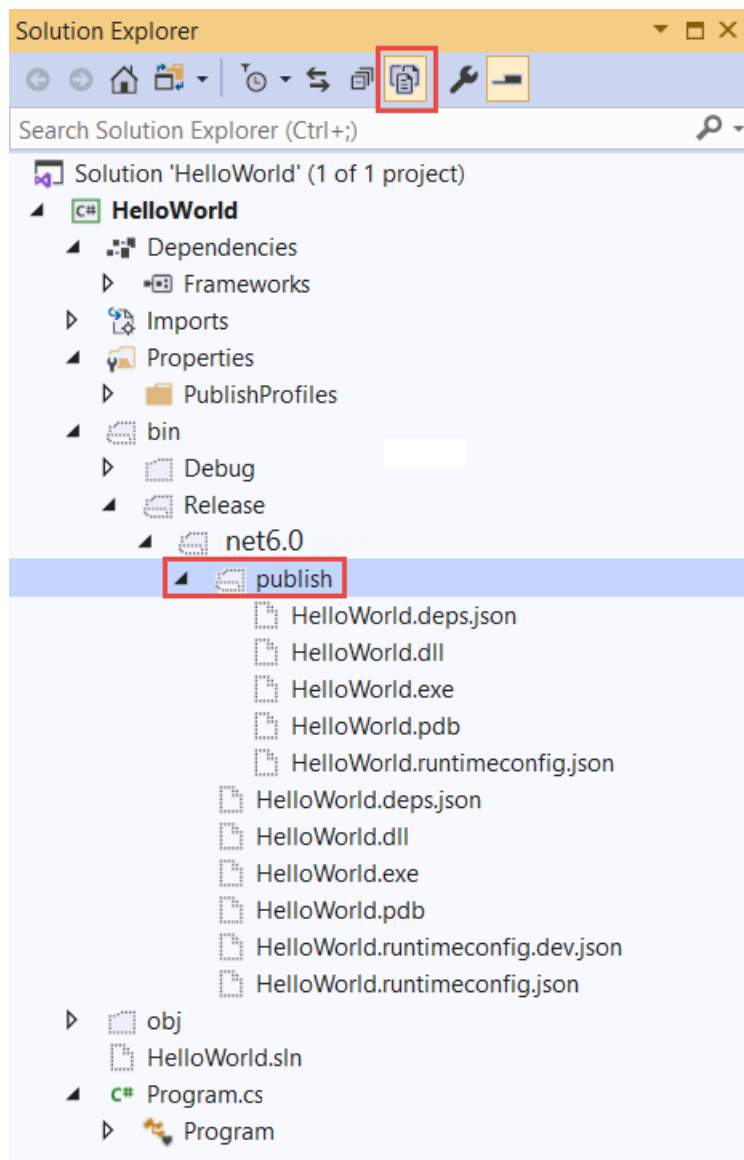 Solution Explorer
Search Solution Explorer (Ctrl+;)
Solution 'HelloWorld' (1 of 1 project)
C# HelloWorld
Dependencies
Frameworks
Imports
Properties
PublishProfiles
bin
Debug
Release
net6.0
publish
HelloWorld.deps.json
HelloWorld.dll
HelloWorld.exe
HelloWorld.pdb
HelloWorld.runtimeconfig.json
HelloWorld.deps.json
HelloWorld.dll
HelloWorld.exe
HelloWorld.pdb
HelloWorld.runtimeconfig.dev.json
HelloWorld.runtimeconfig.json
obj
HelloWorld.sln
C# Program.cs
Program